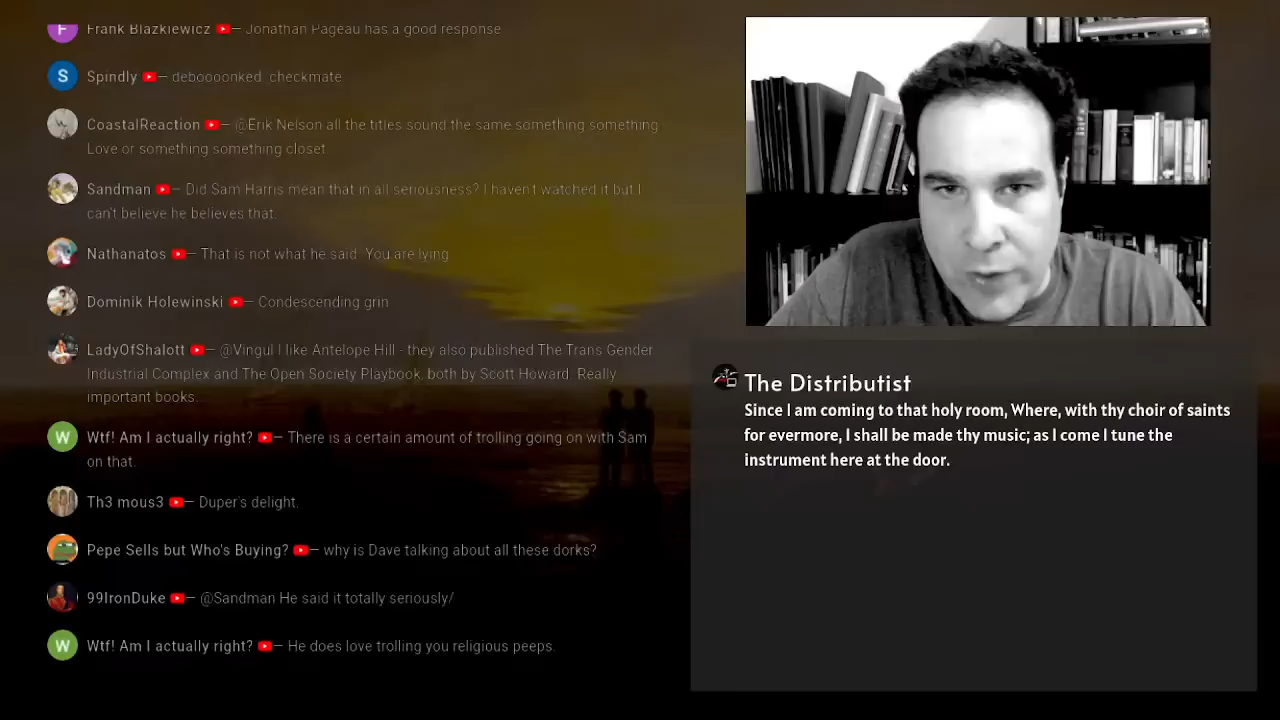 Frank Blazkiewicz — Jonathan Pageau has a good response
S
Spindly — deboooonked. checkmate.
CoastalReaction — @Erik Nelson all the titles sound the same something something
Love or something something closet
Sandman — Did Sam Harris mean that in all seriousness? I haven't watched it but I
can't believe he believes that.
Nathanatos — That is not what he said. You are lying
Dominik Holewinski — Condescending grin
LadyOfShalott — @Vingul I like Antelope Hill - they also published The Trans Gender
Industrial Complex and The Open Society Playbook, both by Scott Howard. Really
important books.
W
Wtf! Am I actually right? — There is a certain amount of trolling going on with Sam
on that.
Th3 mous3 — Duper's delight.
Pepe Sells but Who's Buying? — why is Dave talking about all these dorks?
99IronDuke — @Sandman He said it totally seriously/
W
Wtf! Am I actually right? — He does love trolling you religious peeps.
The Distributist
Since I am coming to that holy room, Where, with thy choir of saints
for evermore, I shall be made thy music; as I come I tune the
instrument here at the door.